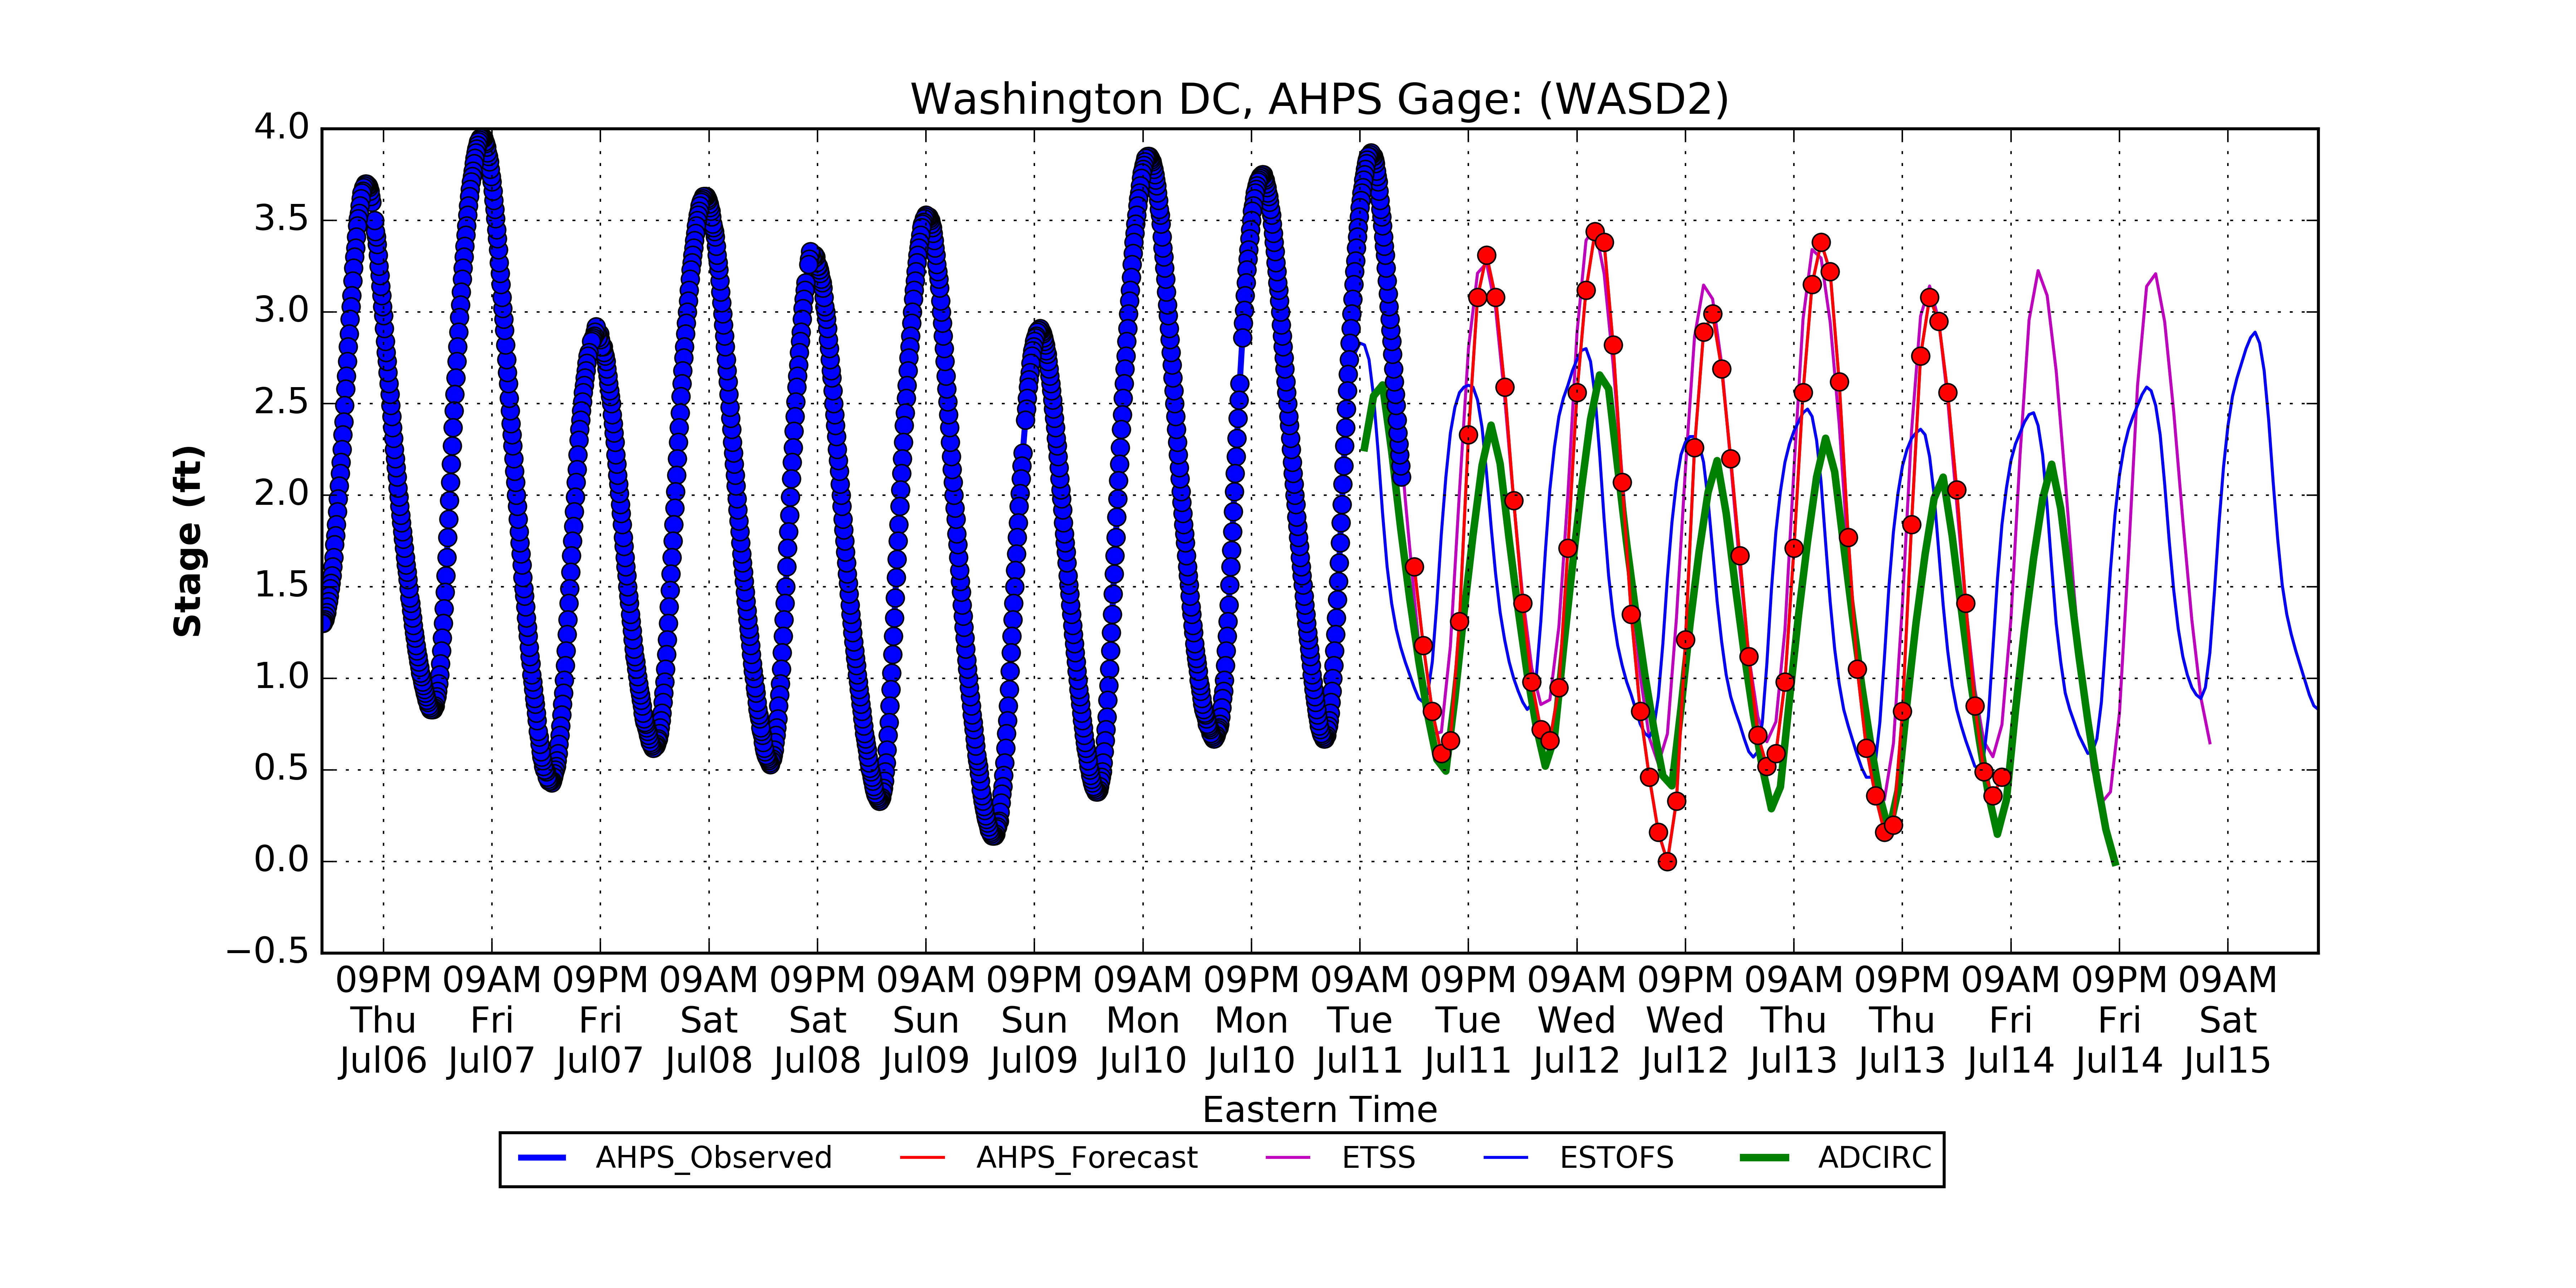 Washington DC, AHPS Gage: (WASD2)
4.0
3.5
3.0
2.5
2.0
1.5
1.0
0.5
0.0
−0.5
Stage (ft)
09PM 09AM 09PM 09AM 09PM 09AM 09PM 09AM 09PM 09AM 09PM 09AM 09PM 09AM 09PM 09AM 09PM 09AM
Thu Fri Fri Sat Sat Sun Sun Mon Mon Tue Tue Wed Wed Thu Thu Fri Fri Sat
Jul06 Jul07 Jul07 Jul08 Jul08 Jul09 Jul09 Jul10 Jul10 Jul11 Jul11 Jul12 Jul12 Jul13 Jul13 Jul14 Jul14 Jul15
Eastern Time
AHPS_Observed AHPS_Forecast ETSS ESTOFS ADCIRC